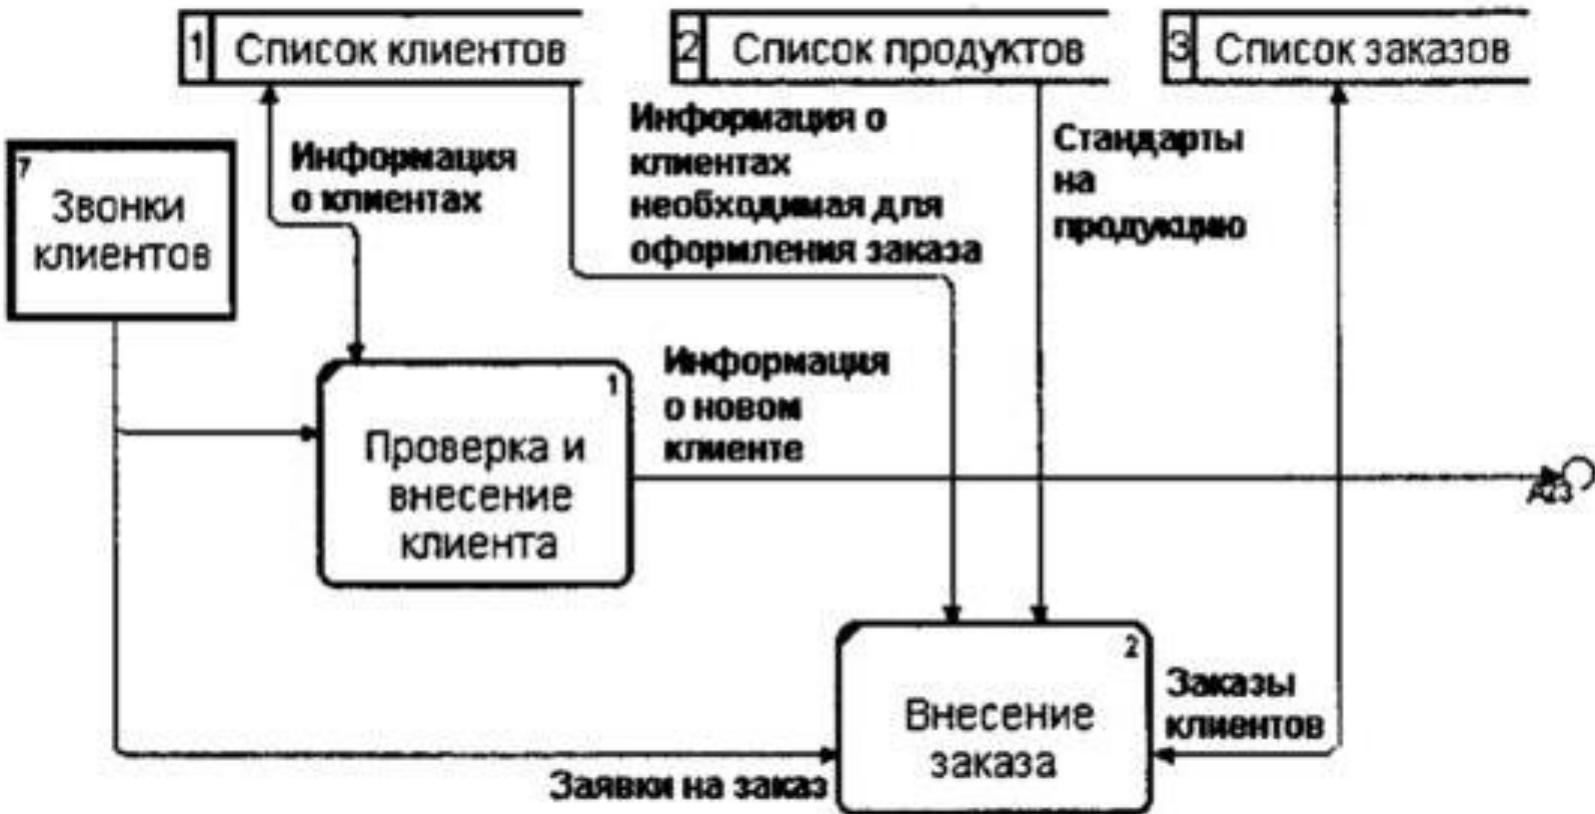 1 Список клиентов
2 Список продуктов
3 Список заказов
Информация
о клиентах
Информация о
клиентах
необходимая для
оформления заказа
Стандарты
на
продукцию
7
Звонки
клиентов
Информация
о новом
клиенте
1
Проверка и
внесение
клиента
A23
2
Внесение
заказа
Заказы
клиентов
Заявки на заказ